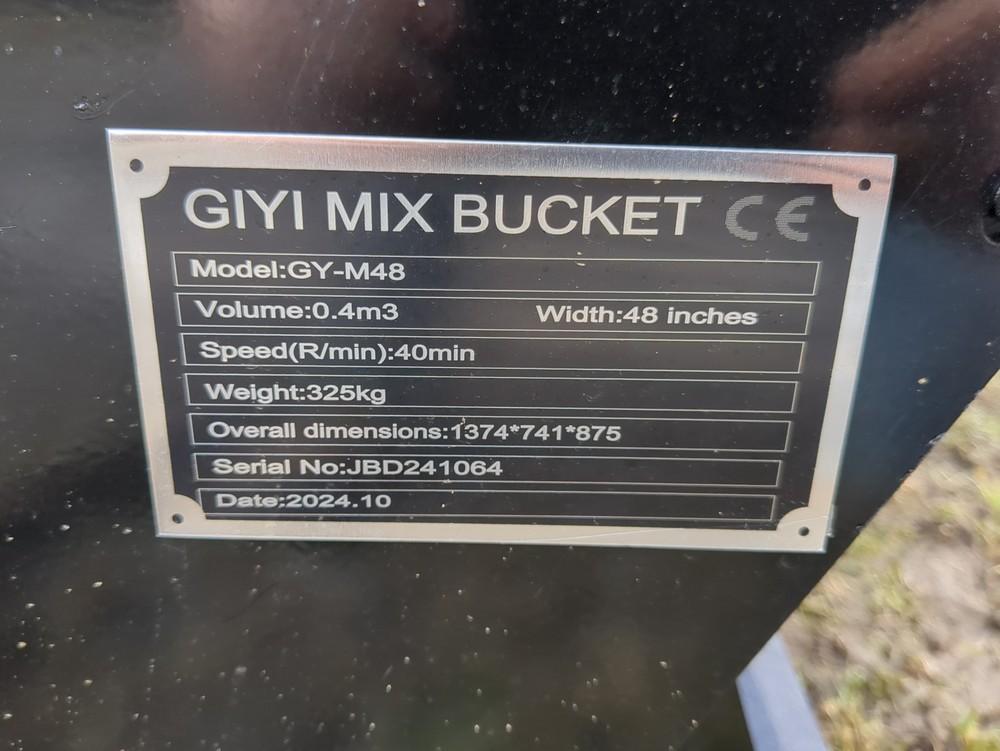 GIYI MIX BUCKET CE
Model:GY-M48
Volume:0.4m3 Width:48 inches
Speed(R/min):40min
Weight:325kg
Overall dimensions:1374*741*875
Serial No:JBD241064
Date:2024.10